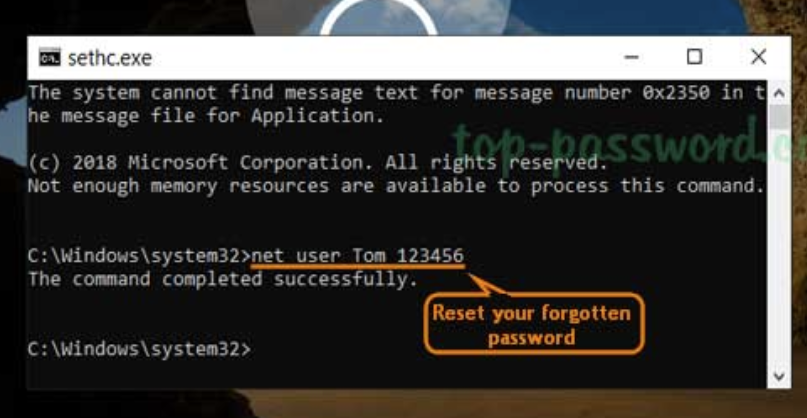 sethc.exe
The system cannot find message text for message number 0x2350 in t
he message file for Application.
top-password.c
(c) 2018 Microsoft Corporation. All rights reserved.
Not enough memory resources are available to process this command.
C:\Windows\system32>net user Tom 123456
The command completed successfully.
Reset your forgotten
password
C:\Windows\system32>